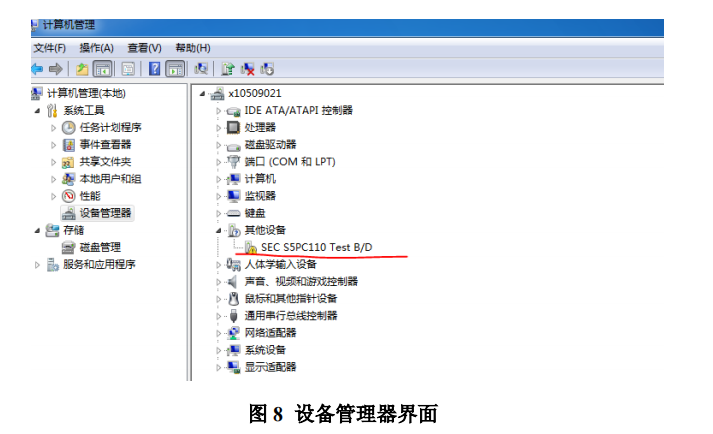 计算机管理
文件(F) 操作(A) 查看(V) 帮助(H)
计算机管理(本地)
系统工具
任务计划程序
事件查看器
共享文件夹
本地用户和组
性能
设备管理器
存储
磁盘管理
服务和应用程序
x10509021
IDE ATA/ATAPI 控制器
处理器
磁盘驱动器
端口 (COM 和 LPT)
计算机
监视器
键盘
其他设备
SEC S5PC110 Test B/D
人体学输入设备
声音、视频和游戏控制器
鼠标和其他指针设备
通用串行总线控制器
网络适配器
系统设备
显示适配器
图 8 设备管理器界面